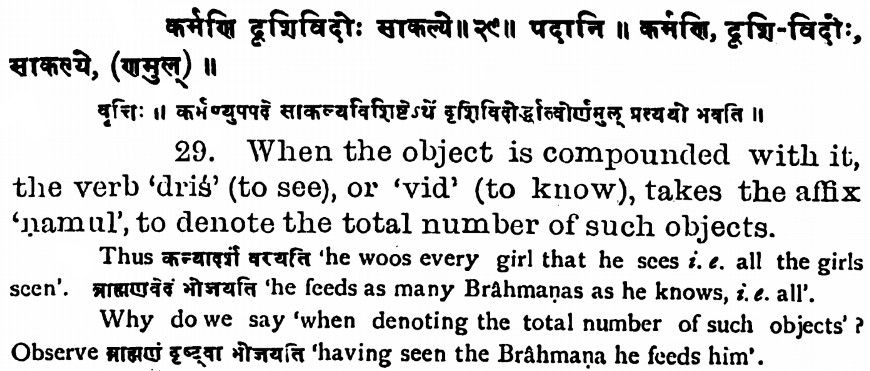 कर्मणि दृशिविदोः साकल्ये॥ २९॥ पदानि ॥ कर्मणि, दृशि-विदोः,
साकल्ये, (णमुल्) ॥
वृत्तिः ॥ कर्मण्युपपदे साकल्यविशिष्टेऽर्थे दृशिविदोर्द्धात्वोर्णमुल् प्रत्ययो भवति ॥
29. When the object is compounded with it,
the verb ‘driś’ (to see), or ‘vid’ (to know), takes the affix
‘ṇamul’, to denote the total number of such objects.
Thus कन्यादर्शं वरयति ‘he woos every girl that he sees i. e. all the girls
seen’. ब्राह्मणवेदं भोजयति ‘he feeds as many Brâhmaṇas as he knows, i. e. all’.
Why do we say ‘when denoting the total number of such objects’ ?
Observe ब्राह्मणं दृष्ट्वा भोजयति ‘having seen the Brâhmaṇa he feeds him’.